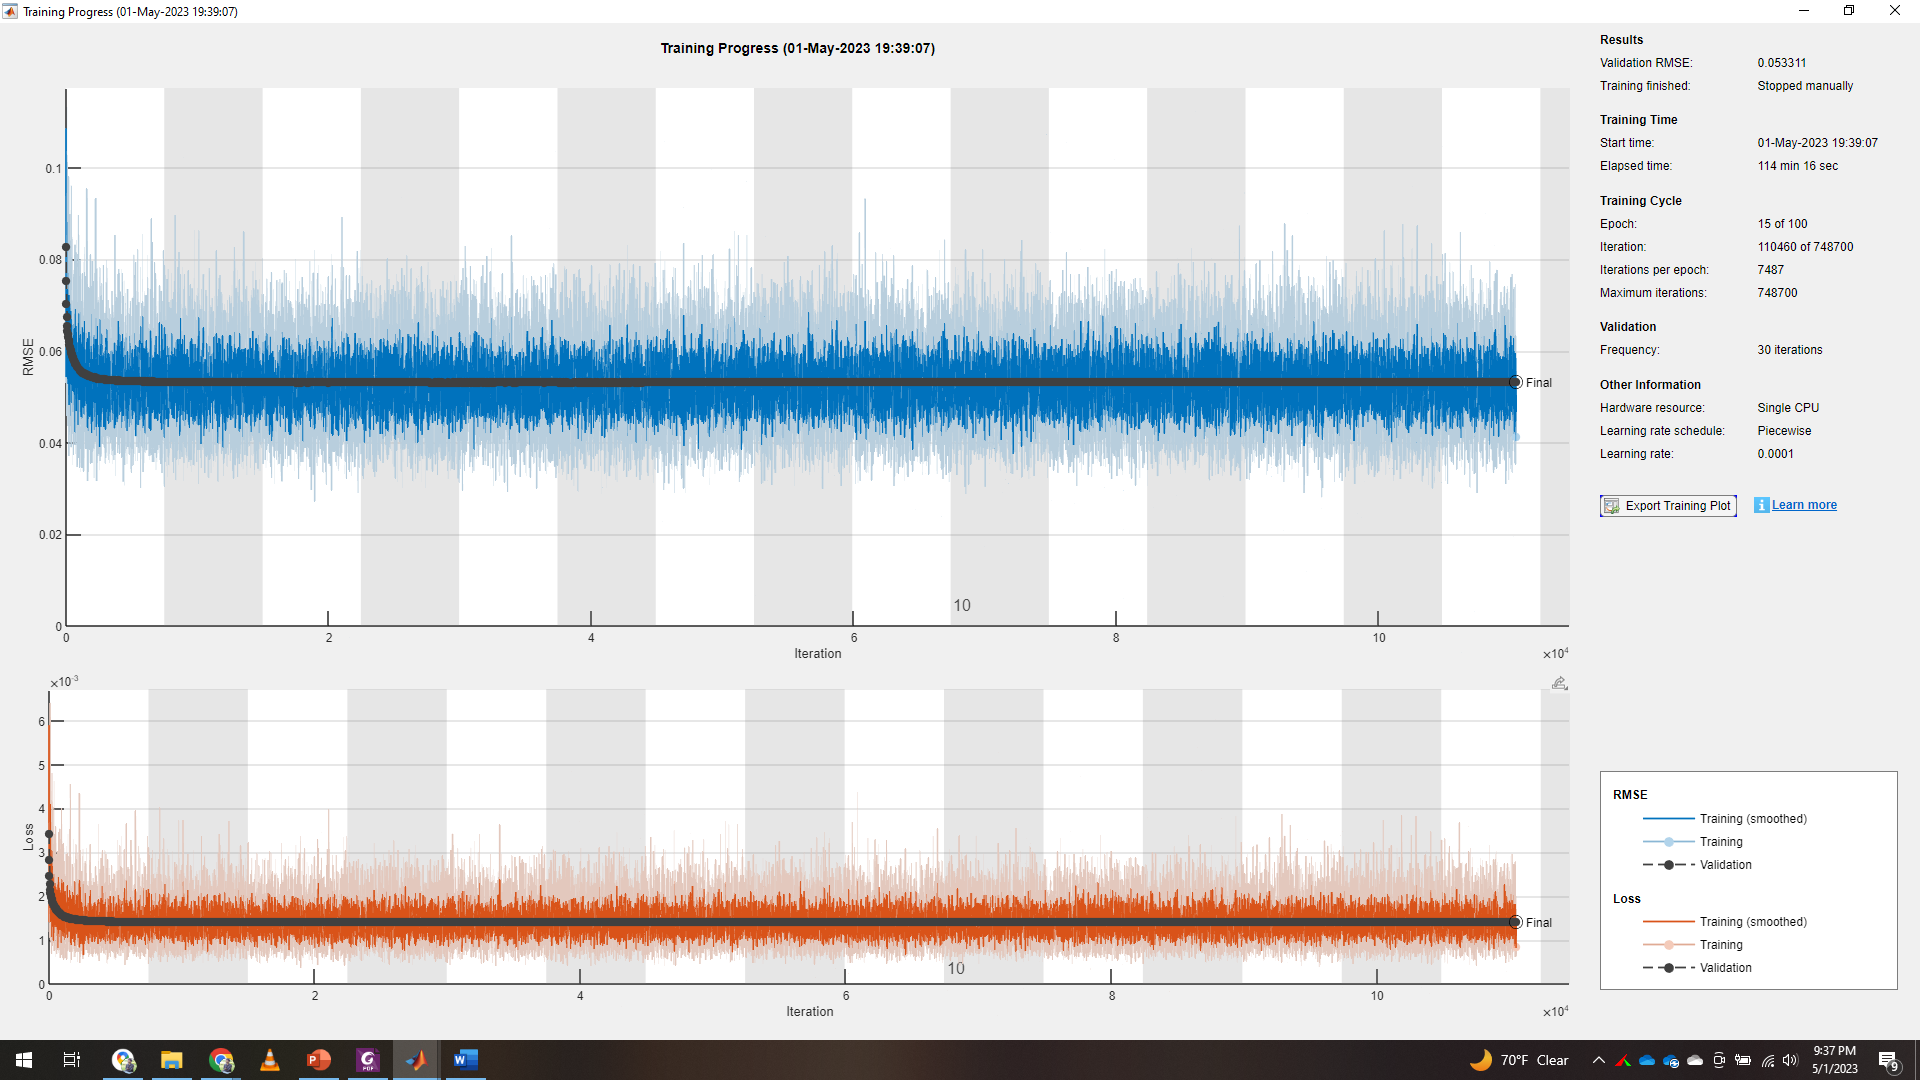 Training Progress (01-May-2023 19:39:07)
Training Progress (01-May-2023 19:39:07)
RMSE
0.1
0.08
0.06
0.04
0.02
0
Final
10
0 2 4 6 8 10
Iteration
×10⁴
×10⁻³
Loss
6
5
4
3
2
1
0
Final
10
0 2 4 6 8 10
Iteration
×10⁴
Results
Validation RMSE: 0.053311
Training finished: Stopped manually
Training Time
Start time: 01-May-2023 19:39:07
Elapsed time: 114 min 16 sec
Training Cycle
Epoch: 15 of 100
Iteration: 110460 of 748700
Iterations per epoch: 7487
Maximum iterations: 748700
Validation
Frequency: 30 iterations
Other Information
Hardware resource: Single CPU
Learning rate schedule: Piecewise
Learning rate: 0.0001
Export Training Plot
i Learn more
RMSE
Training (smoothed)
Training
Validation
Loss
Training (smoothed)
Training
Validation
P
G
PDF
W
70°F Clear
9:37 PM
5/1/2023
9